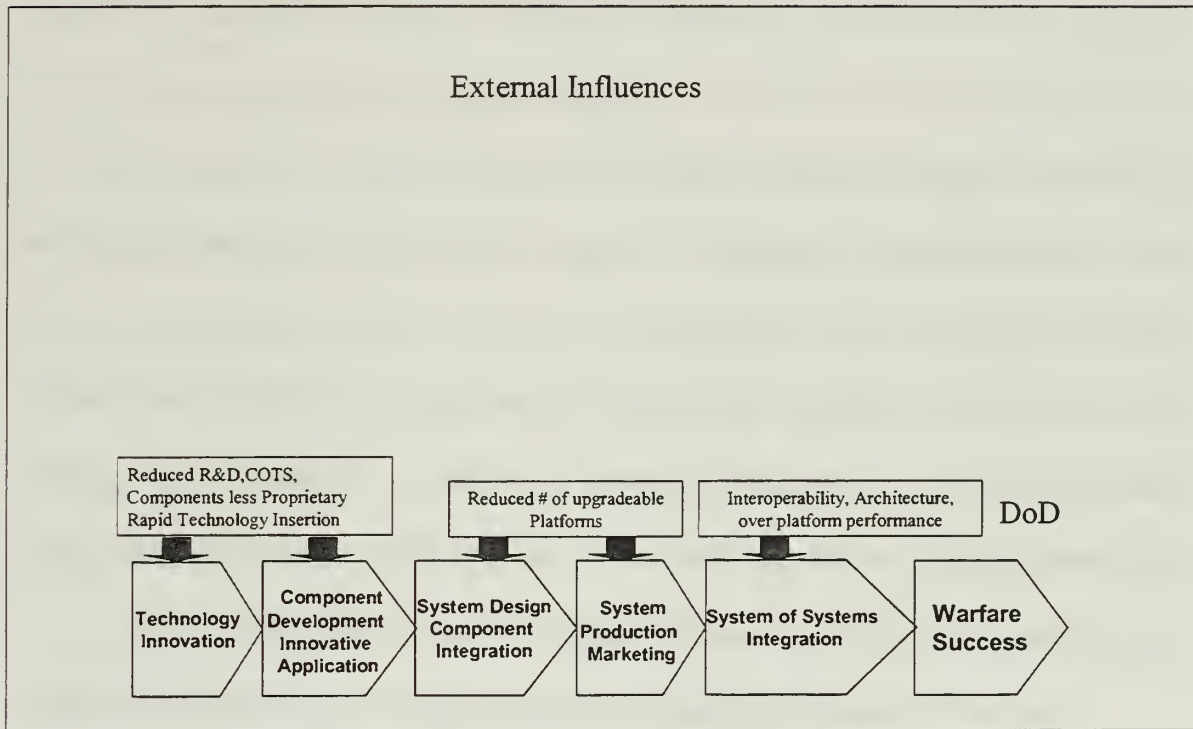 External Influences
Reduced R&D,COTS,
Components less Proprietary
Rapid Technology Insertion
Reduced # of upgradeable
Platforms
Interoperability, Architecture,
over platform performance
DoD
Technology
Innovation
Component
Development
Innovative
Application
System Design
Component
Integration
System
Production
Marketing
System of Systems
Integration
Warfare
Success